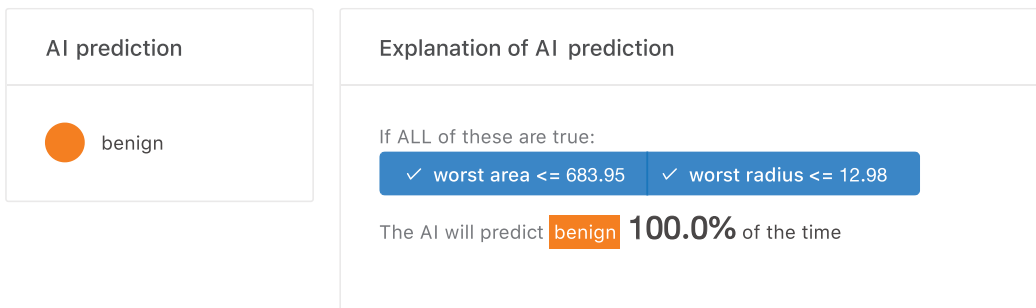 AI prediction
benign
Explanation of AI prediction
If ALL of these are true:
✓ worst area <= 683.95 ✓ worst radius <= 12.98
The AI will predict benign 100.0% of the time